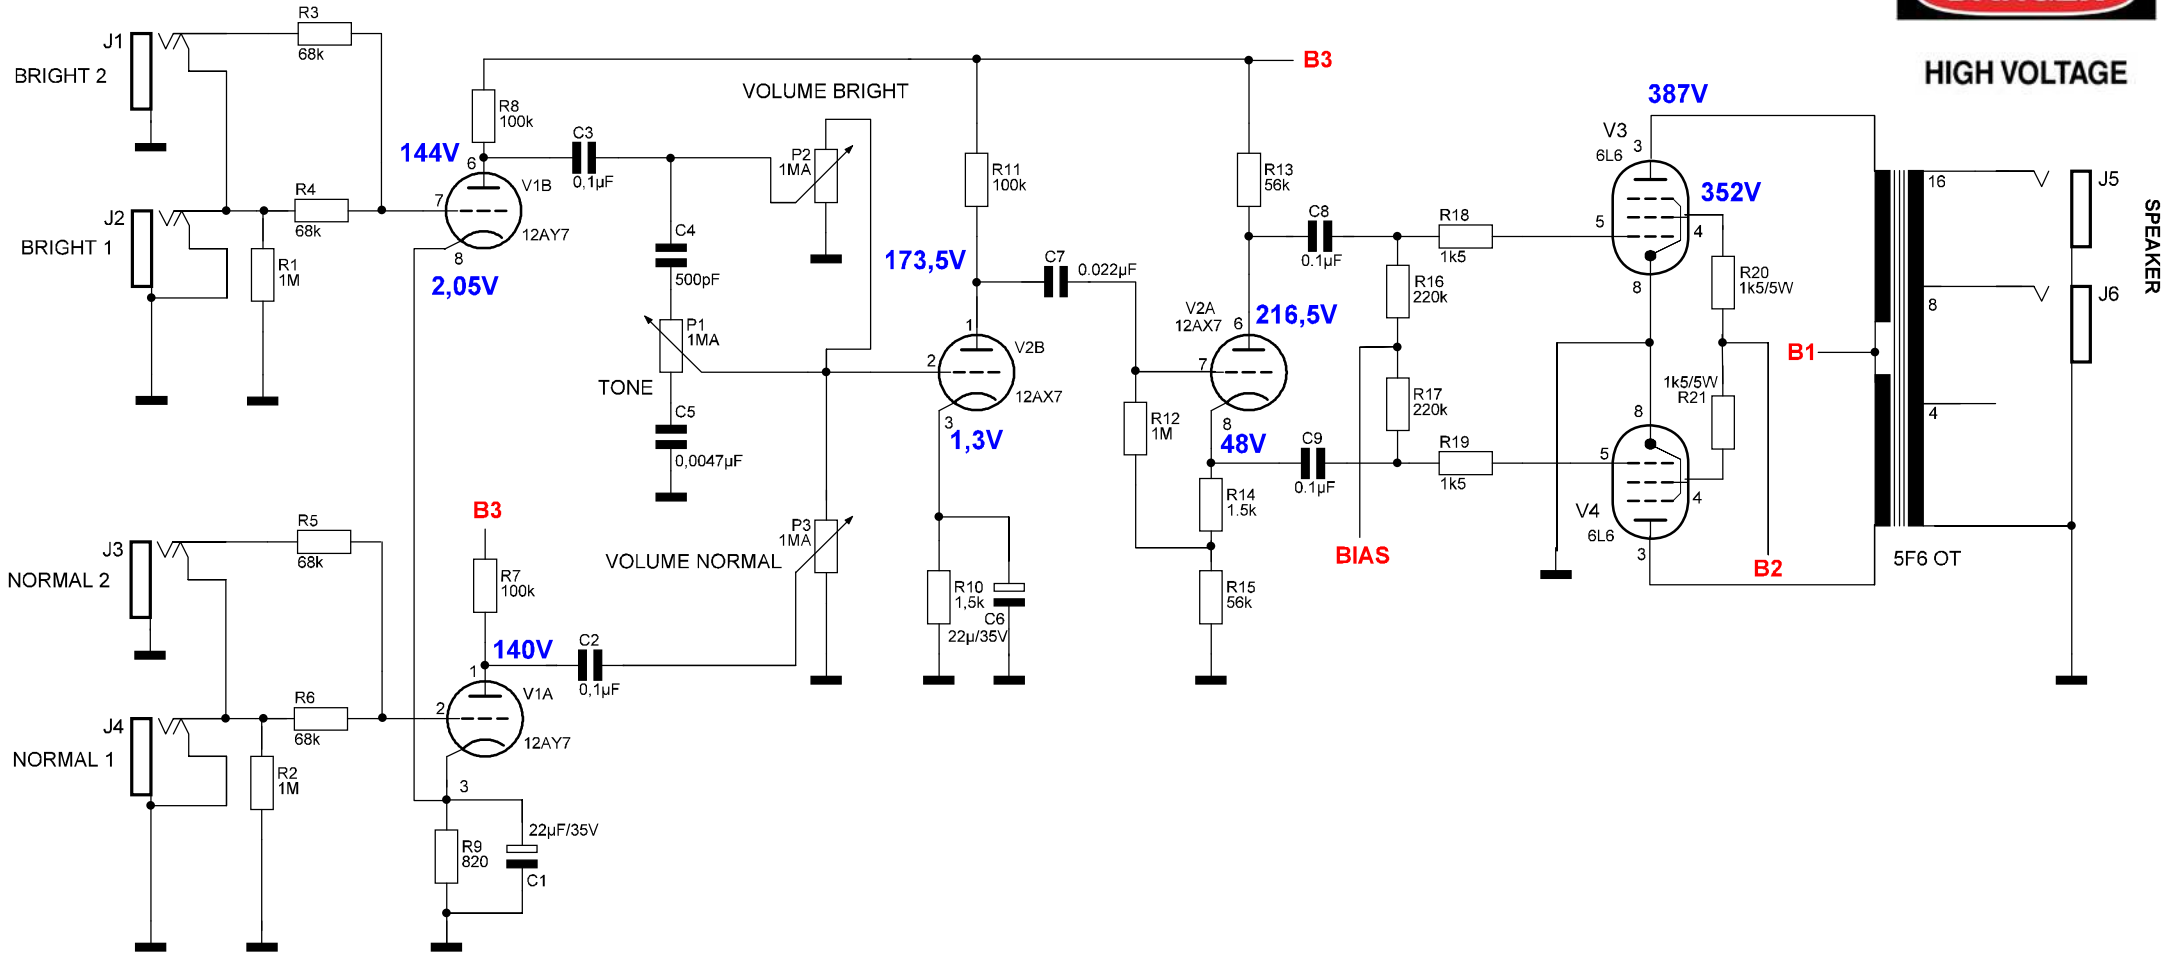 HIGH VOLTAGE
J1
BRIGHT 2
R3
68k
R4
68k
J2
BRIGHT 1
R1
1M
R8
100k
144V
6
7
V1B
12AY7
8
2,05V
C3
0,1µF
VOLUME BRIGHT
P2
1MA
C4
500pF
P1
1MA
TONE
C5
0,0047µF
B3
R11
100k
173,5V
1
2
V2B
12AX7
3
1,3V
C7
0.022µF
R13
56k
V2A
12AX7
6
216,5V
7
8
48V
R12
1M
R14
1.5k
R15
56k
C8
0.1µF
C9
0.1µF
R18
1k5
R16
220k
R17
220k
R19
1k5
BIAS
387V
V3
6L6
3
352V
5
4
8
R20
1k5/5W
1k5/5W
R21
8
5
4
V4
6L6
3
B2
B1
16
8
4
5F6 OT
J5
J6
SPEAKER
J3
NORMAL 2
R5
68k
R6
68k
J4
NORMAL 1
R2
1M
B3
R7
100k
140V
1
2
V1A
12AY7
3
C2
0,1µF
VOLUME NORMAL
P3
1MA
R10
1,5k
C6
22µ/35V
R9
820
22µF/35V
C1